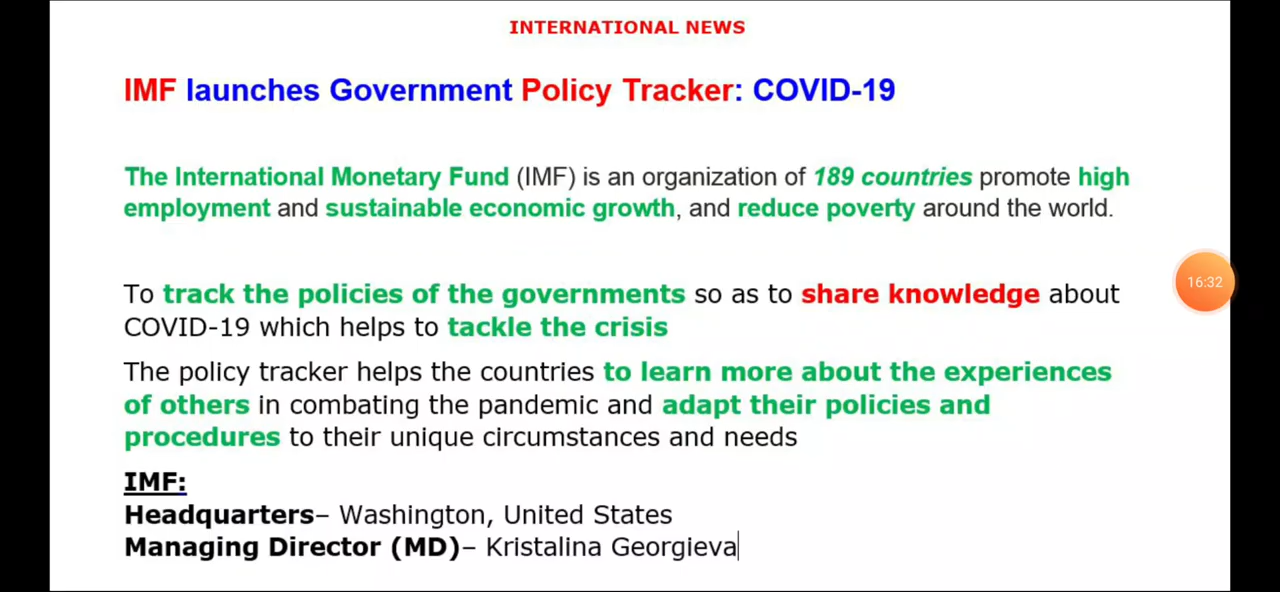 INTERNATIONAL NEWS
IMF launches Government Policy Tracker: COVID-19
The International Monetary Fund (IMF) is an organization of 189 countries promote high
employment and sustainable economic growth, and reduce poverty around the world.
To track the policies of the governments so as to share knowledge about
COVID-19 which helps to tackle the crisis
16:32
The policy tracker helps the countries to learn more about the experiences
of others in combating the pandemic and adapt their policies and
procedures to their unique circumstances and needs
IMF:
Headquarters– Washington, United States
Managing Director (MD)– Kristalina Georgieva